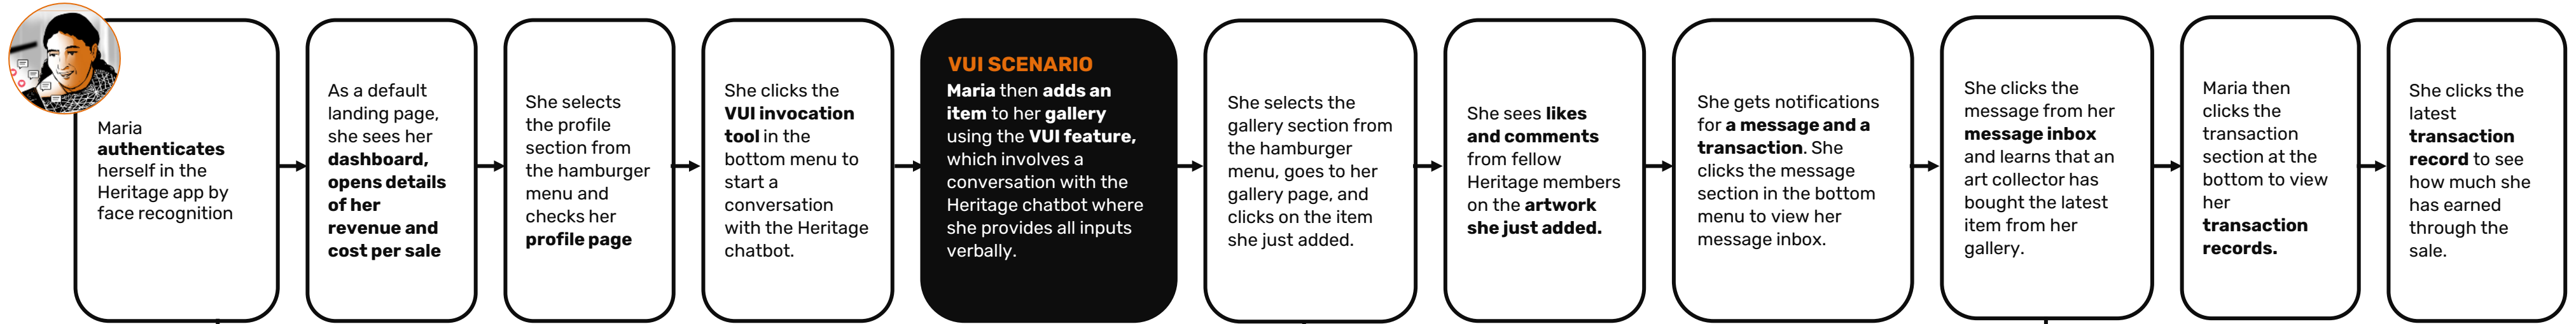 Maria
authenticates
herself in the
Heritage app by
face recognition
As a default
landing page,
she sees her
dashboard,
opens details
of her
revenue and
cost per sale
She selects
the profile
section from
the hamburger
menu and
checks her
profile page
She clicks the
VUI invocation
tool in the
bottom menu to
start a
conversation
with the Heritage
chatbot.
VUI SCENARIO
Maria then adds an
item to her gallery
using the VUI feature,
which involves a
conversation with the
Heritage chatbot where
she provides all inputs
verbally.
She selects the
gallery section from
the hamburger
menu, goes to her
gallery page, and
clicks on the item
she just added.
She sees likes
and comments
from fellow
Heritage members
on the artwork
she just added.
She gets notifications
for a message and a
transaction. She
clicks the message
section in the bottom
menu to view her
message inbox.
She clicks the
message from her
message inbox
and learns that an
art collector has
bought the latest
item from her
gallery.
Maria then
clicks the
transaction
section at the
bottom to view
her
transaction
records.
She clicks the
latest
transaction
record to see
how much she
has earned
through the
sale.